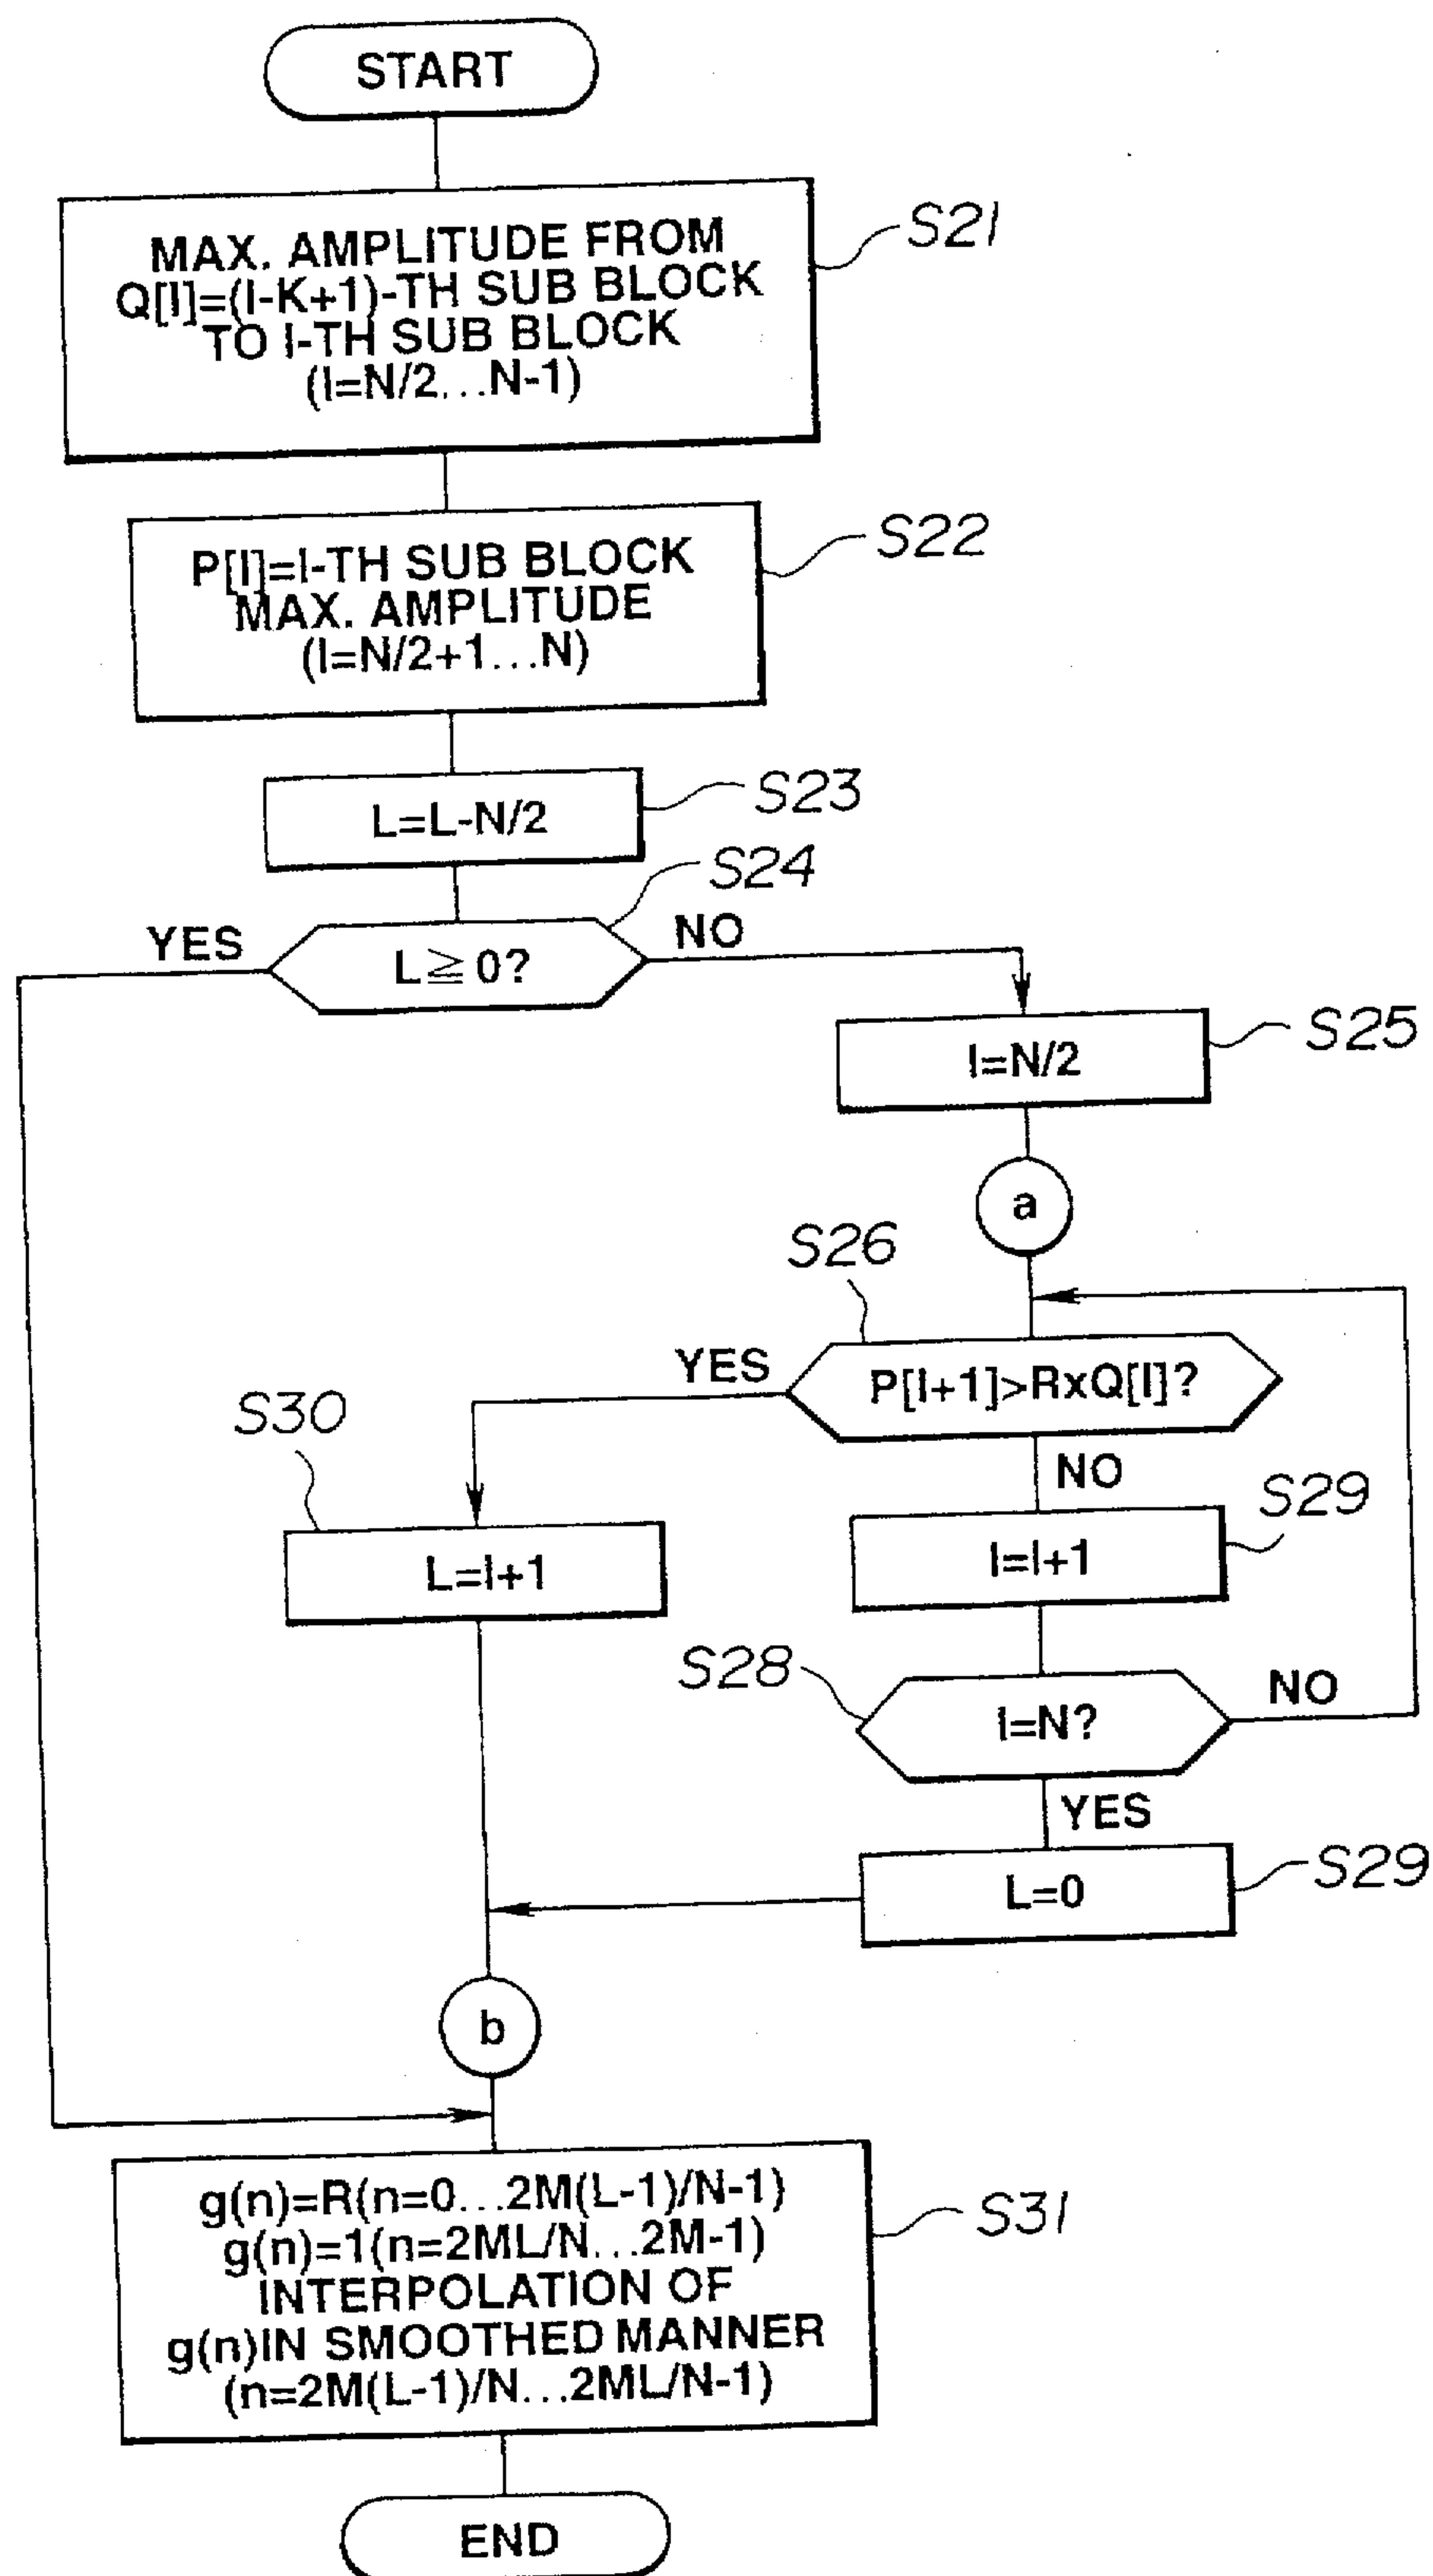 START
MAX. AMPLITUDE FROM
Q[I]=(I-K+1)-TH SUB BLOCK
TO I-TH SUB BLOCK
(I=N/2...N-1)
S21
P[I]=I-TH SUB BLOCK
MAX. AMPLITUDE
(I=N/2+1...N)
S22
L=L-N/2
S23
S24
YES
L≧0?
NO
I=N/2
S25
a
S26
YES
P[I+1]>RxQ[I]?
NO
S30
L=I+1
S29
I=I+1
S28
I=N?
NO
YES
L=0
S29
b
g(n)=R(n=0...2M(L-1)/N-1)
g(n)=1(n=2ML/N...2M-1)
INTERPOLATION OF
g(n)IN SMOOTHED MANNER
(n=2M(L-1)/N...2ML/N-1)
S31
END